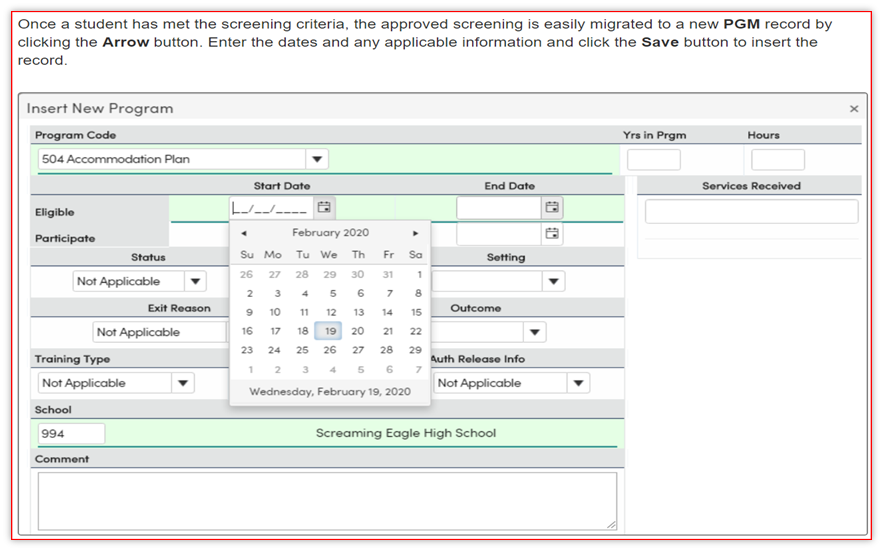 Once a student has met the screening criteria, the approved screening is easily migrated to a new PGM record by
clicking the Arrow button. Enter the dates and any applicable information and click the Save button to insert the
record.
Insert New Program ×
Program Code Yrs in Prgm Hours
504 Accommodation Plan
Start Date End Date Services Received
Eligible __/__/____
Participate
February 2020
Su Mo Tu We Th Fr Sa
26 27 28 29 30 31 1
2 3 4 5 6 7 8
9 10 11 12 13 14 15
16 17 18 19 20 21 22
23 24 25 26 27 28 29
1 2 3 4 5 6 7
Wednesday, February 19, 2020
Status Setting
Not Applicable
Exit Reason Outcome
Not Applicable
Training Type Auth Release Info
Not Applicable Not Applicable
School
994 Screaming Eagle High School
Comment